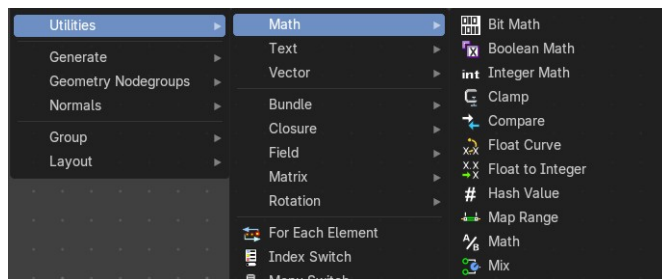 Utilities
Generate
Geometry Nodegroups
Normals
Group
Layout
Math
Text
Vector
Bundle
Closure
Field
Matrix
Rotation
For Each Element
Index Switch
Menu Switch
Bit Math
Boolean Math
int Integer Math
Clamp
Compare
Float Curve
Float to Integer
# Hash Value
Map Range
Math
Mix